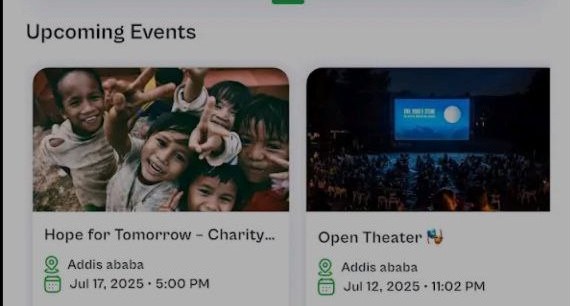 Upcoming Events
Hope for Tomorrow – Charity...
Addis ababa
Jul 17, 2025 • 5:00 PM
Open Theater 🎭
Addis ababa
Jul 12, 2025 • 11:02 PM